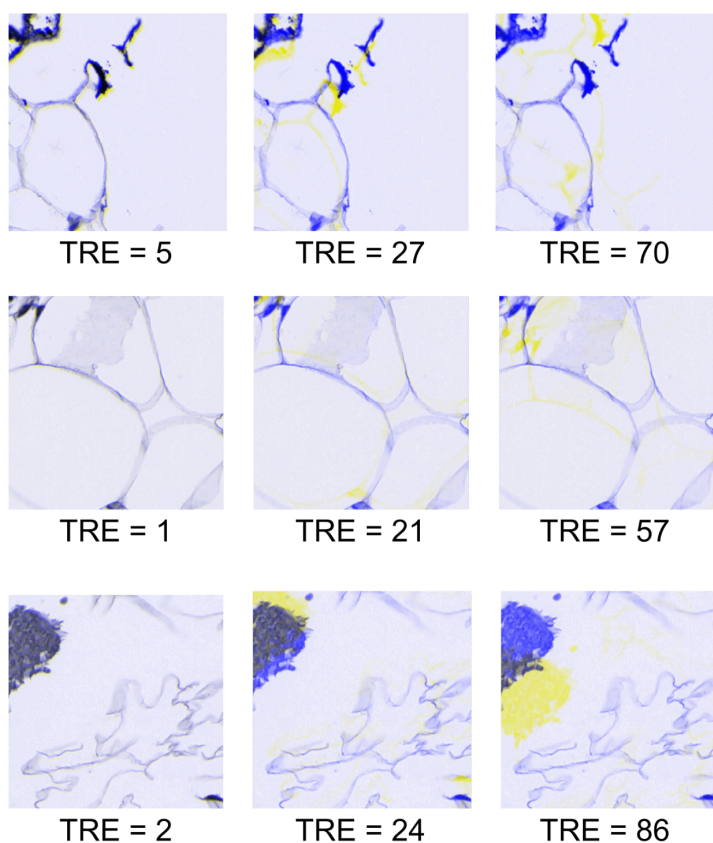 TRE = 5
TRE = 27
TRE = 70
TRE = 1
TRE = 21
TRE = 57
TRE = 2
TRE = 24
TRE = 86